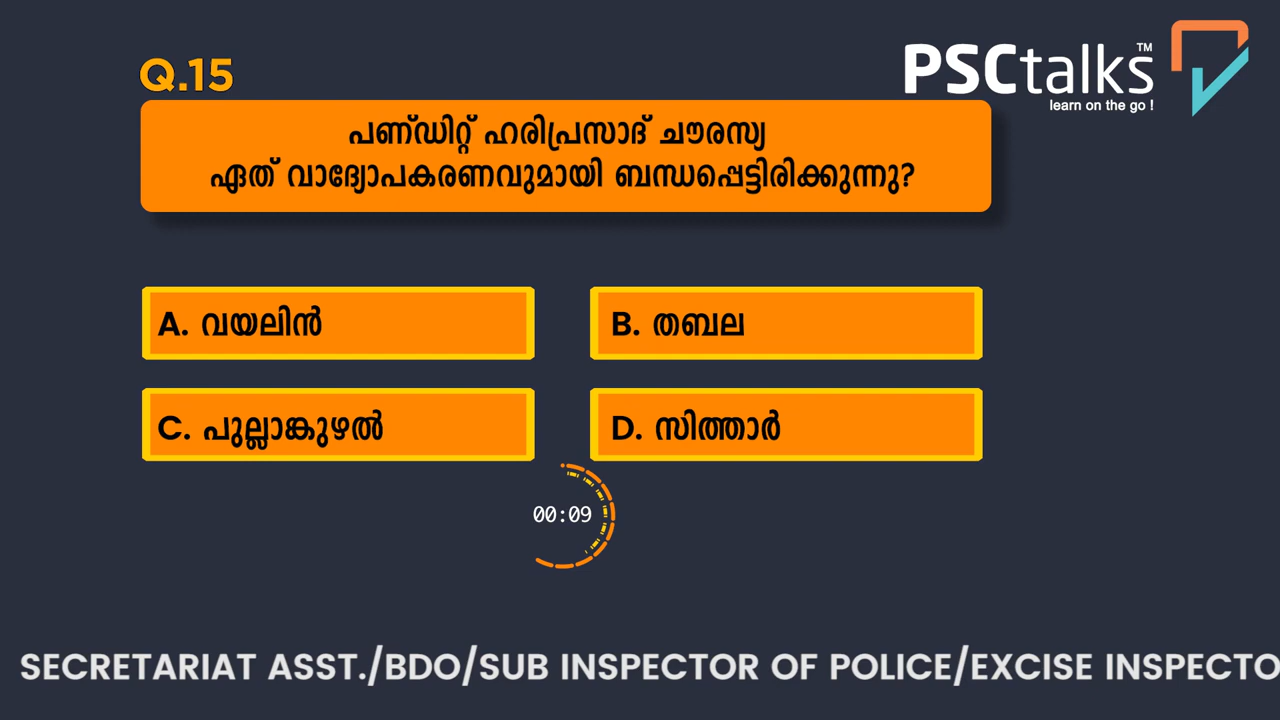 Q.15
PSCtalks™
learn on the go !
പണ്ഡിറ്റ് ഹരിപ്രസാദ് ചൗരസ്യ
ഏത് വാദ്യോപകരണവുമായി ബന്ധപ്പെട്ടിരിക്കുന്നു?
A. വയലിൻ
B. തബല
C. പുല്ലാങ്കുഴൽ
D. സിത്താർ
00:09
SECRETARIAT ASST./BDO/SUB INSPECTOR OF POLICE/EXCISE INSPECTO